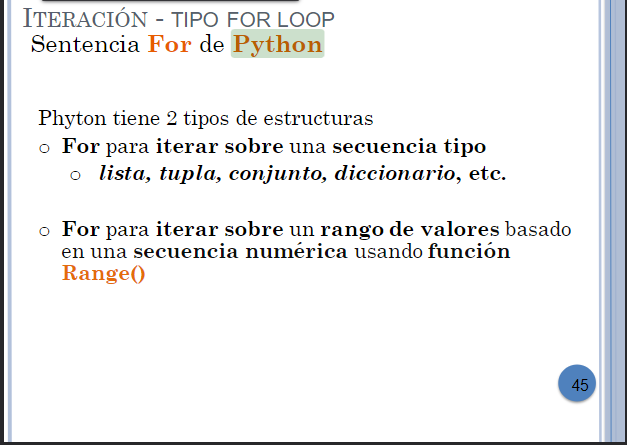 ITERACIÓN - TIPO FOR LOOP
Sentencia For de Python
Phyton tiene 2 tipos de estructuras
o For para iterar sobre una secuencia tipo
o lista, tupla, conjunto, diccionario, etc.
o For para iterar sobre un rango de valores basado
en una secuencia numérica usando función
Range()
45